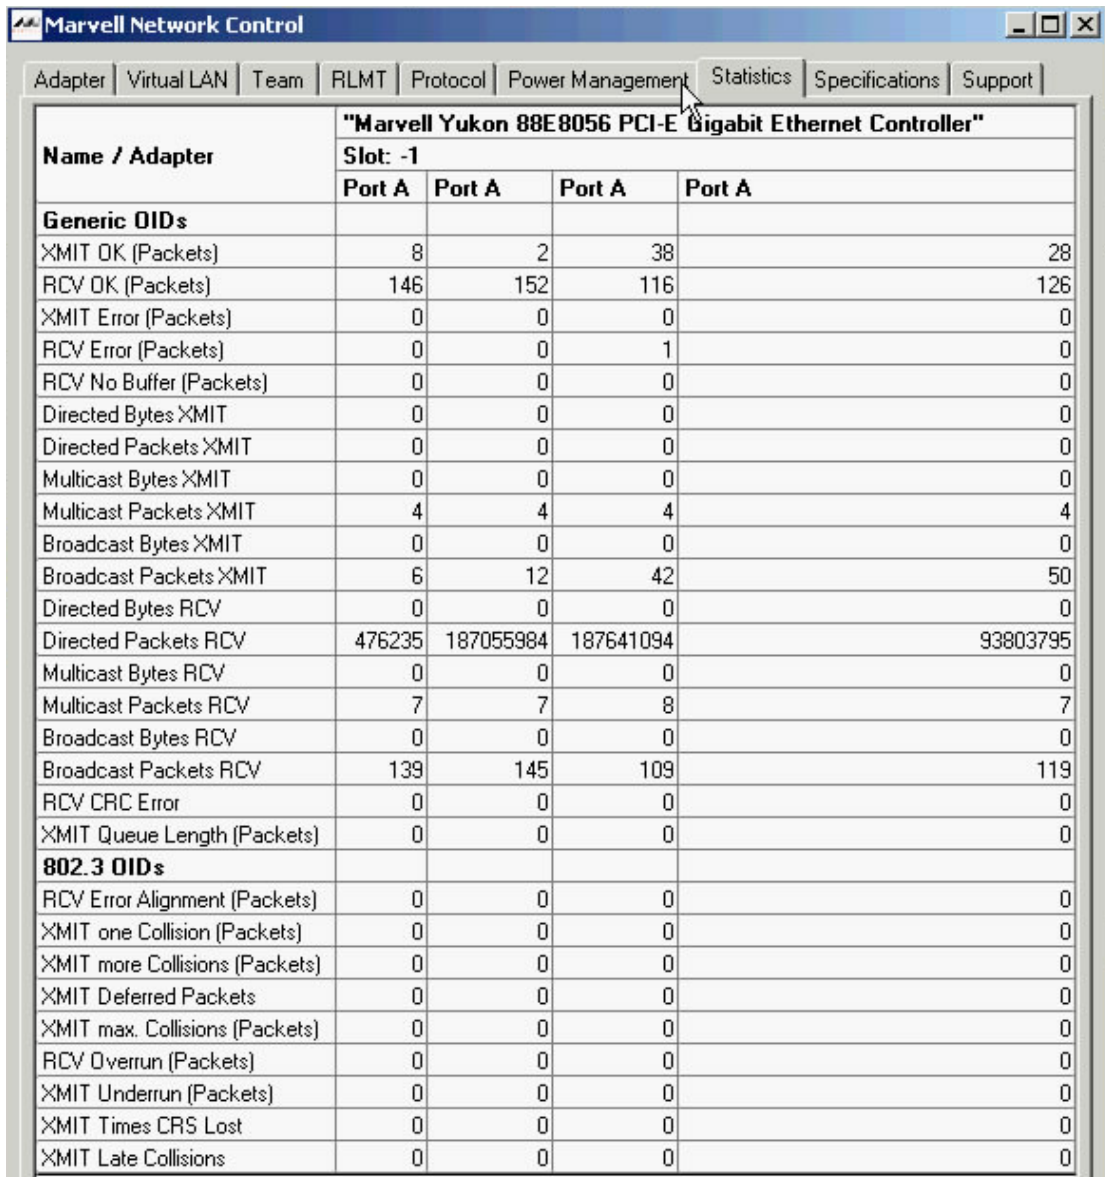 Marvell Network Control
Adapter Virtual LAN Team RLMT Protocol Power Management Statistics Specifications Support
Name / Adapter
"Marvell Yukon 88E8056 PCI-E Gigabit Ethernet Controller"
Slot: -1
Port A Port A Port A Port A
Generic OIDs
XMIT OK (Packets) 8 2 38 28
RCV OK (Packets) 146 152 116 126
XMIT Error (Packets) 0 0 0 0
RCV Error (Packets) 0 0 1 0
RCV No Buffer (Packets) 0 0 0 0
Directed Bytes XMIT 0 0 0 0
Directed Packets XMIT 0 0 0 0
Multicast Bytes XMIT 0 0 0 0
Multicast Packets XMIT 4 4 4 4
Broadcast Bytes XMIT 0 0 0 0
Broadcast Packets XMIT 6 12 42 50
Directed Bytes RCV 0 0 0 0
Directed Packets RCV 476235 187055984 187641094 93803795
Multicast Bytes RCV 0 0 0 0
Multicast Packets RCV 7 7 8 7
Broadcast Bytes RCV 0 0 0 0
Broadcast Packets RCV 139 145 109 119
RCV CRC Error 0 0 0 0
XMIT Queue Length (Packets) 0 0 0 0
802.3 OIDs
RCV Error Alignment (Packets) 0 0 0 0
XMIT one Collision (Packets) 0 0 0 0
XMIT more Collisions (Packets) 0 0 0 0
XMIT Deferred Packets 0 0 0 0
XMIT max. Collisions (Packets) 0 0 0 0
RCV Overrun (Packets) 0 0 0 0
XMIT Underrun (Packets) 0 0 0 0
XMIT Times CRS Lost 0 0 0 0
XMIT Late Collisions 0 0 0 0